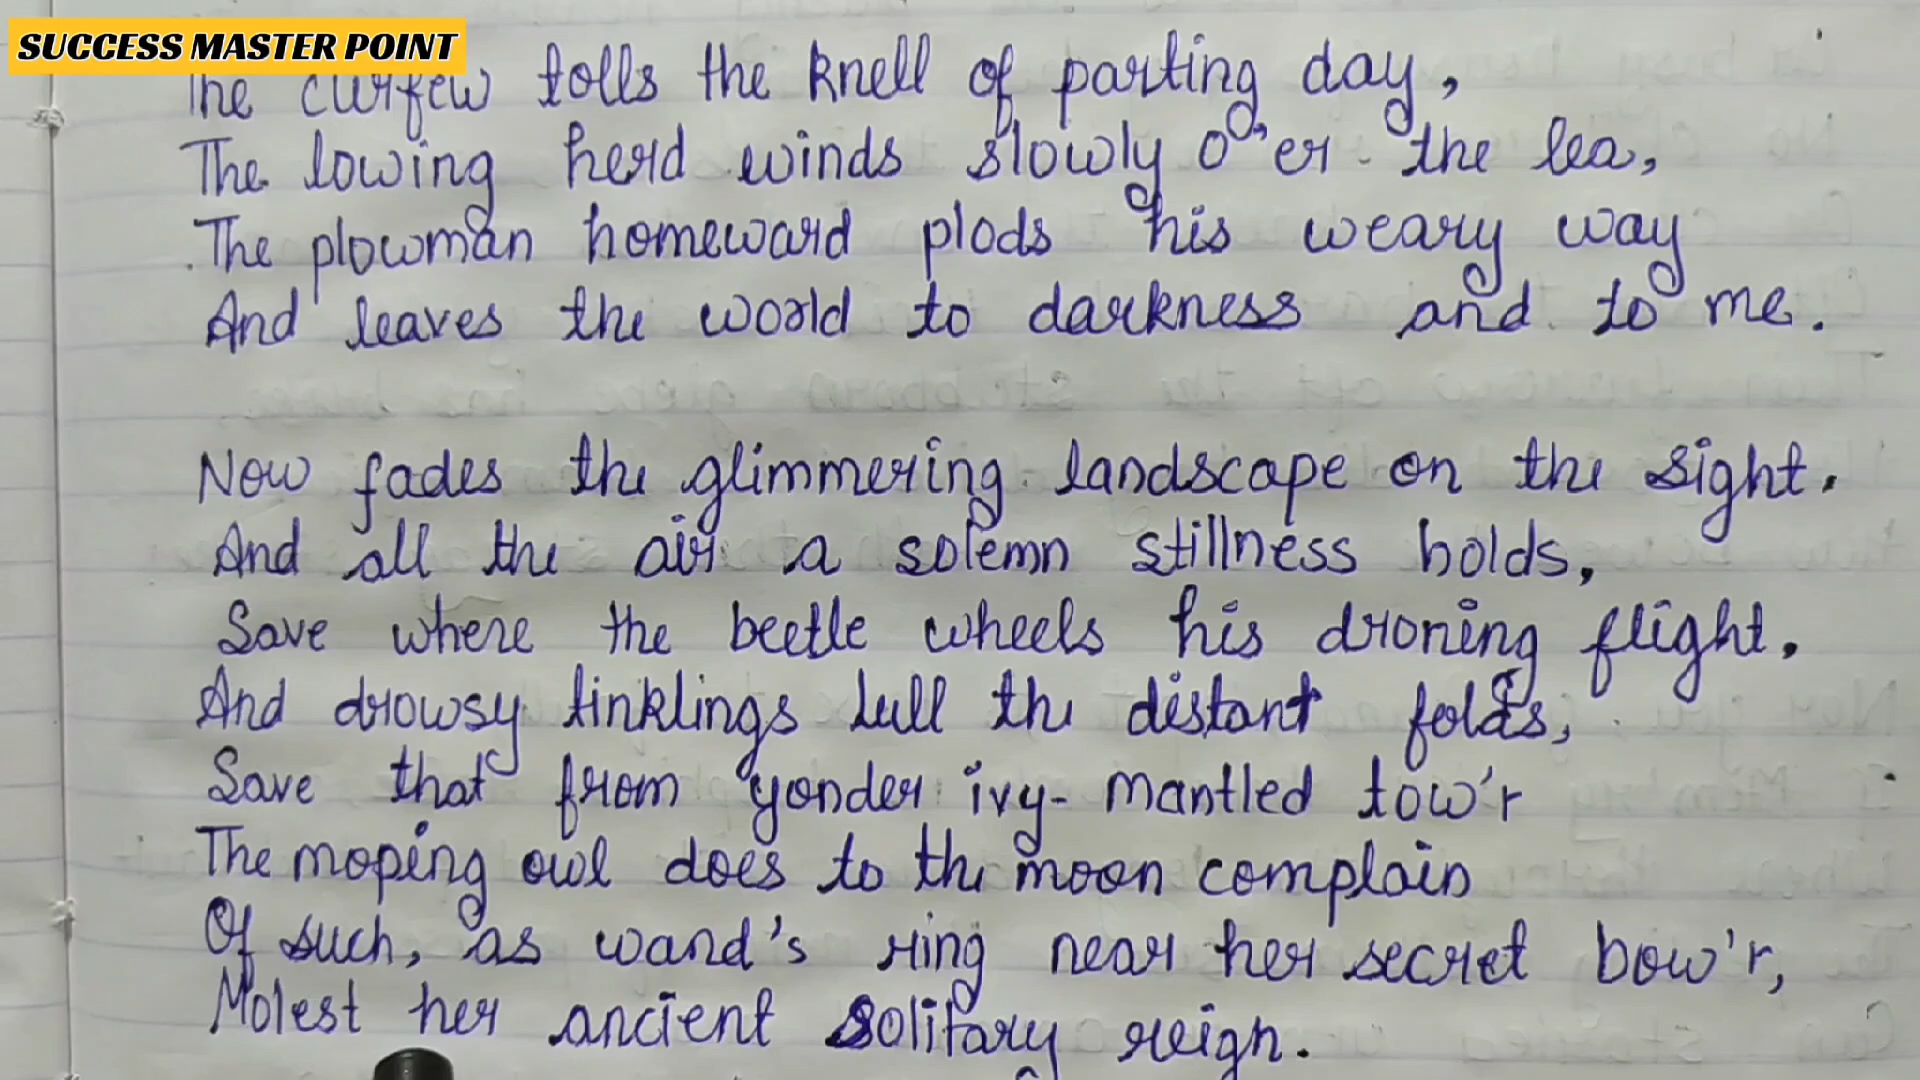 SUCCESS MASTER POINT
The curfew tolls the knell of parting day,
The lowing herd winds slowly o'er the lea,
The plowman homeward plods his weary way
And leaves the world to darkness and to me.
Now fades the glimmering landscape on the sight.
And all the air a solemn stillness holds,
Save where the beetle wheels his droning flight.
And drowsy tinklings lull the distant folds,
Save that from yonder ivy-mantled tow'r
The moping owl does to the moon complain
Of such, as wand's ring near her secret bow'r,
Molest her ancient solitary reign.